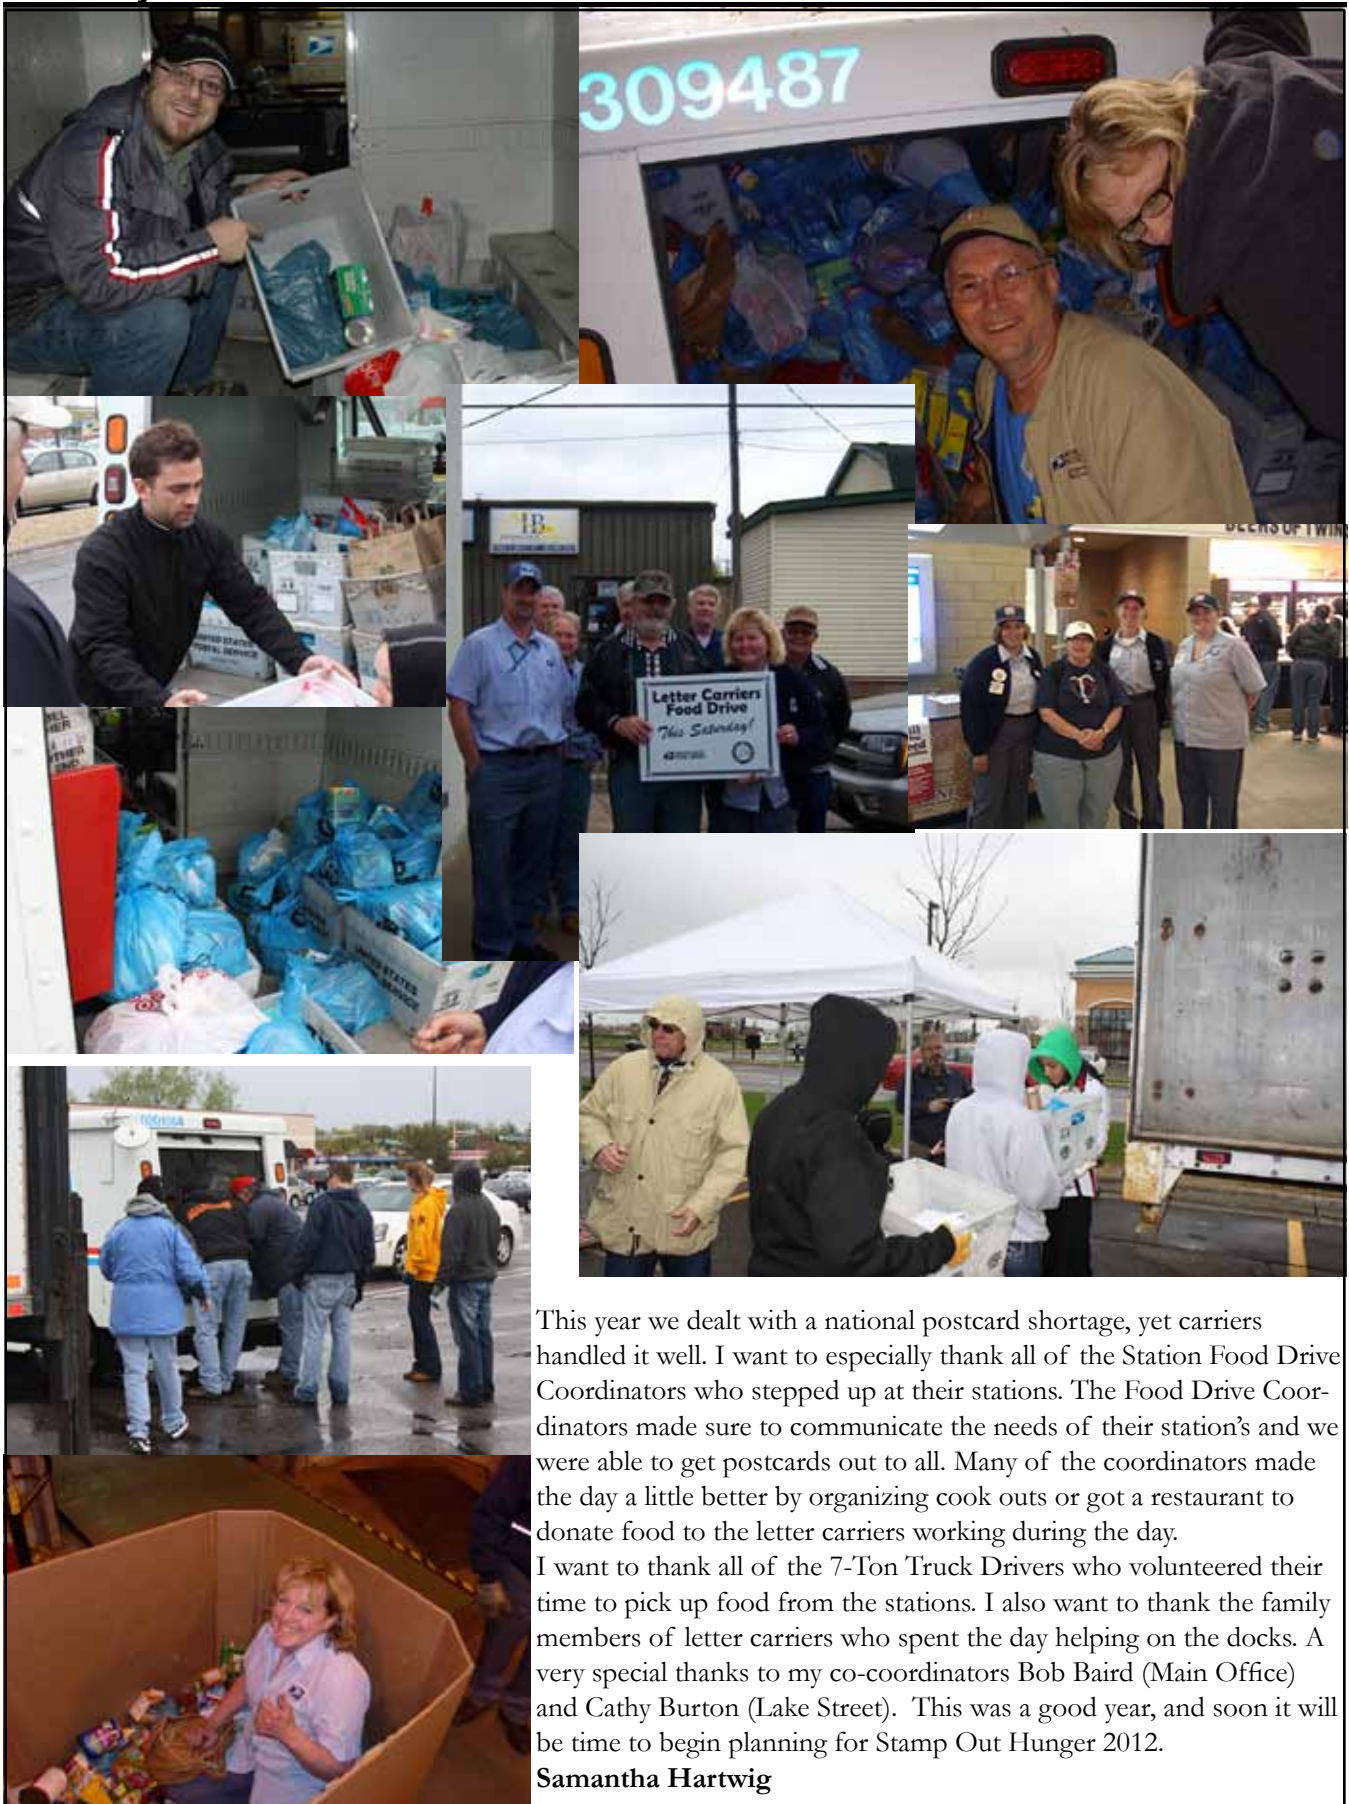 309487
HB
Letter Carriers
Food Drive
This Saturday!
UNITED STATES
POSTAL SERVICE
UNITED STATES
SERVICE
This year we dealt with a national postcard shortage, yet carriers
handled it well. I want to especially thank all of the Station Food Drive
Coordinators who stepped up at their stations. The Food Drive Coor-
dinators made sure to communicate the needs of their station’s and we
were able to get postcards out to all. Many of the coordinators made
the day a little better by organizing cook outs or got a restaurant to
donate food to the letter carriers working during the day.
I want to thank all of the 7-Ton Truck Drivers who volunteered their
time to pick up food from the stations. I also want to thank the family
members of letter carriers who spent the day helping on the docks. A
very special thanks to my co-coordinators Bob Baird (Main Office)
and Cathy Burton (Lake Street).  This was a good year, and soon it will
be time to begin planning for Stamp Out Hunger 2012.
Samantha Hartwig